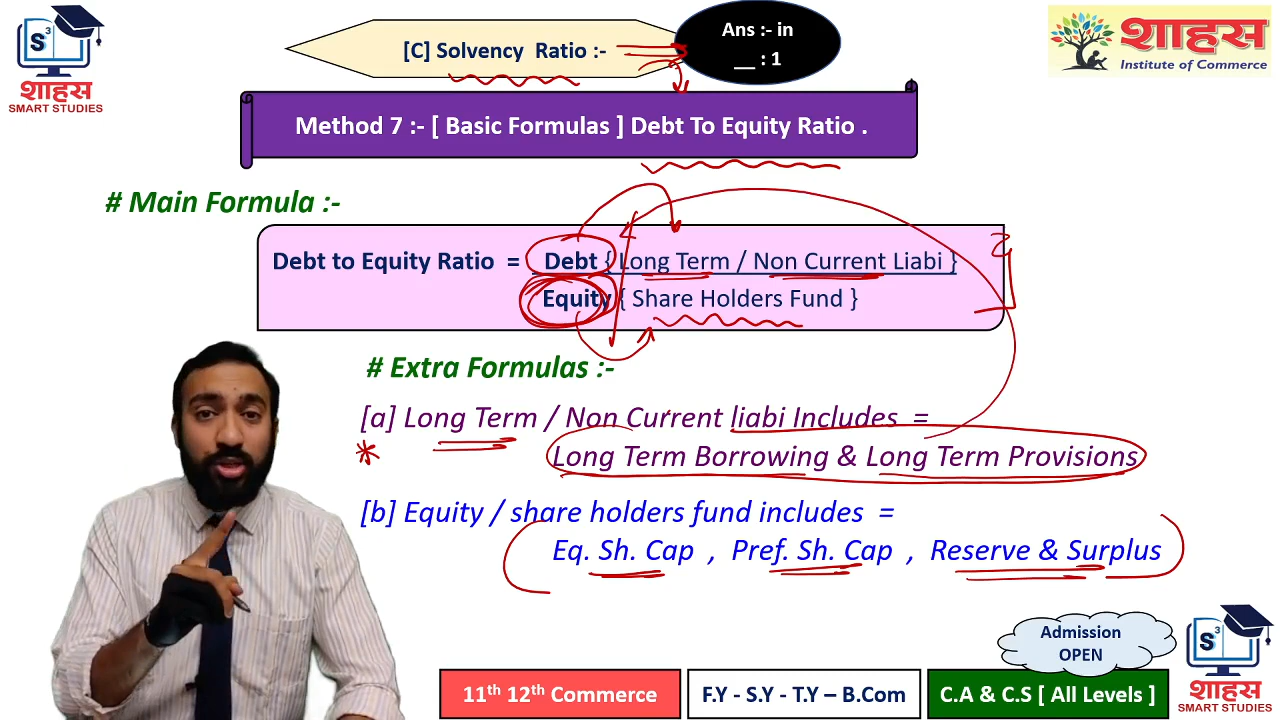 S³
शाहस
SMART STUDIES
[C] Solvency Ratio :-
Ans :- in
__ : 1
शाहस
Institute of Commerce
Method 7 :- [ Basic Formulas ] Debt To Equity Ratio .
# Main Formula :-
Debt to Equity Ratio = Debt { Long Term / Non Current Liabi }
Equity { Share Holders Fund }
# Extra Formulas :-
[a] Long Term / Non Current liabi Includes =
* Long Term Borrowing & Long Term Provisions
[b] Equity / share holders fund includes =
Eq. Sh. Cap , Pref. Sh. Cap , Reserve & Surplus
Admission
OPEN
11th 12th Commerce
F.Y - S.Y - T.Y – B.Com
C.A & C.S [ All Levels ]
S³
शाहस
SMART STUDIES